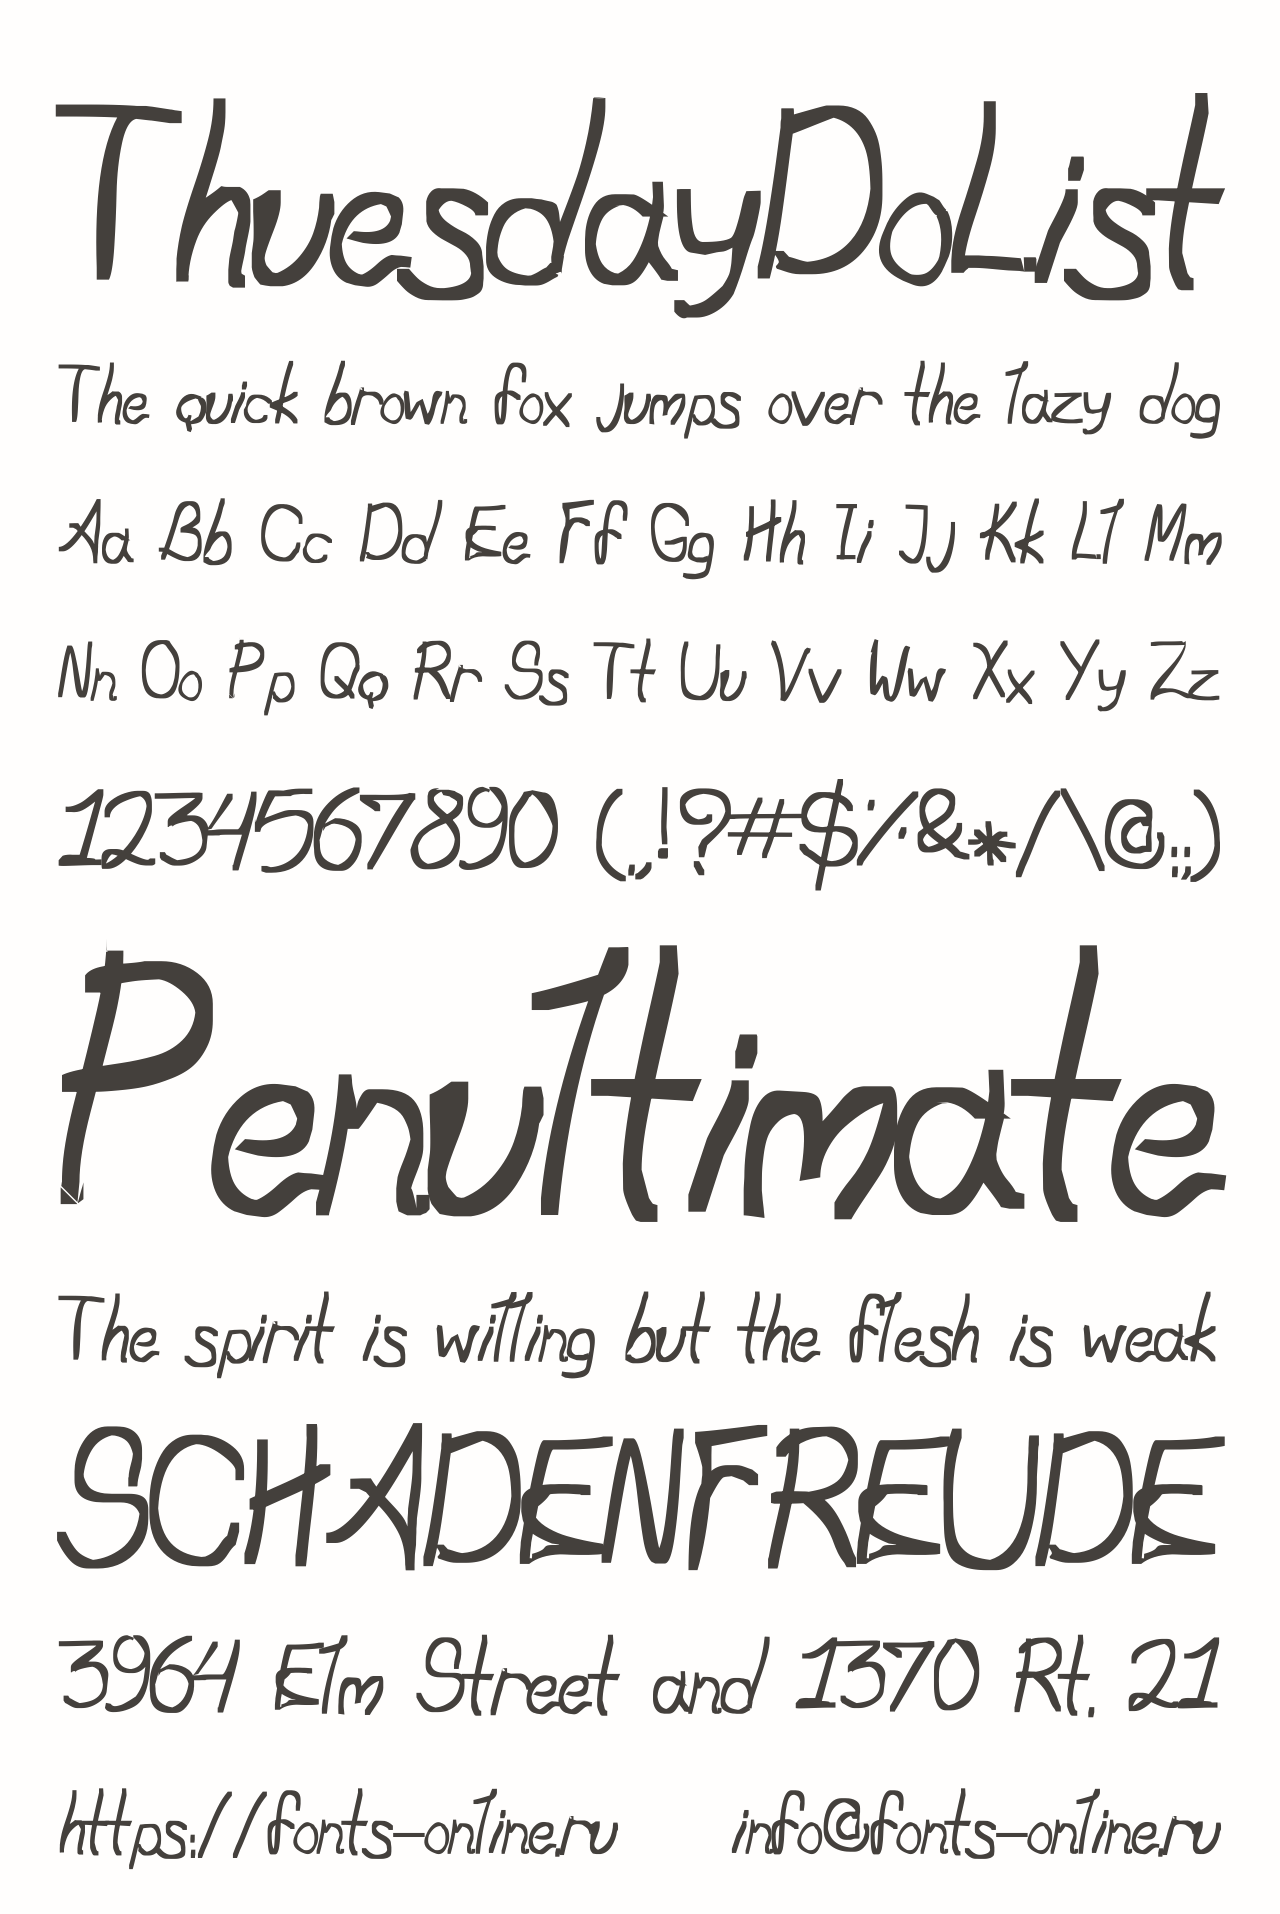 ThuesdayDoList
The quick brown fox jumps over the lazy dog
Aa Bb Cc Dd Ee Ff Gg Hh Ii Jj Kk Ll Mm
Nn Oo Pp Qq Rr Ss Tt Uu Vv Ww Xx Yy Zz
1234567890 (.,!?#$%&*/\@:;)
Penultimate
The spirit is willing but the flesh is weak
SCHADENFREUDE
3964 Elm Street and 1370 Rt. 21
https://fonts-online.ru info@fonts-online.ru